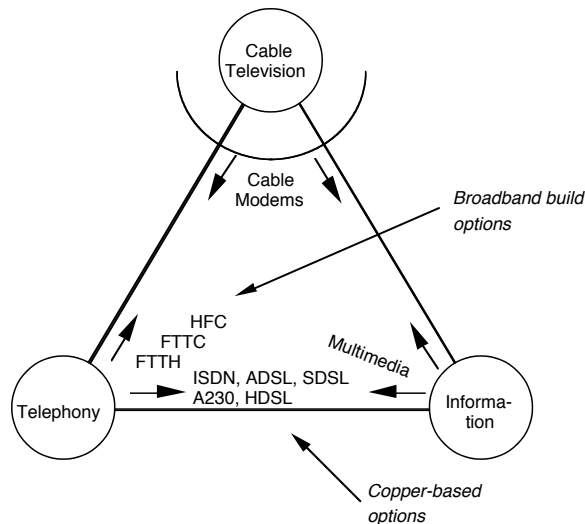 Cable
Television
Cable
Modems
Broadband build
options
HFC
FTTC
FTTH
Multimedia
ISDN, ADSL, SDSL
A230, HDSL
Telephony
Informa-
tion
Copper-based
options